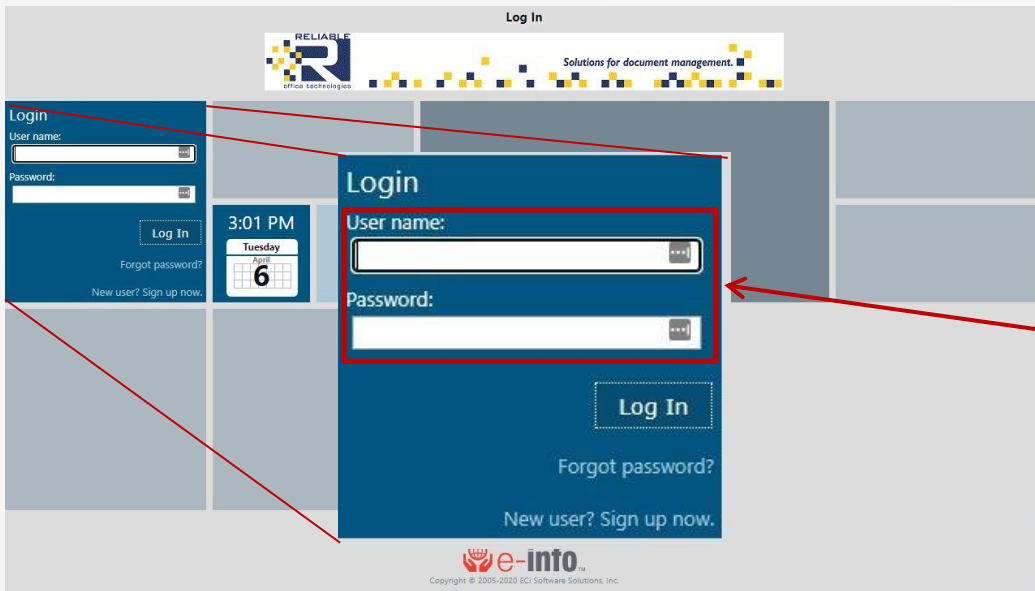 Log In
RELIABLE
R
office technologies
Solutions for document management.
Login
User name:
Password:
Log In
Forgot password?
New user? Sign up now.
3:01 PM
Tuesday
April
6
Login
User name:
Password:
Log In
Forgot password?
New user? Sign up now.
e-info™
Copyright © 2005-2020 ECi Software Solutions, Inc.